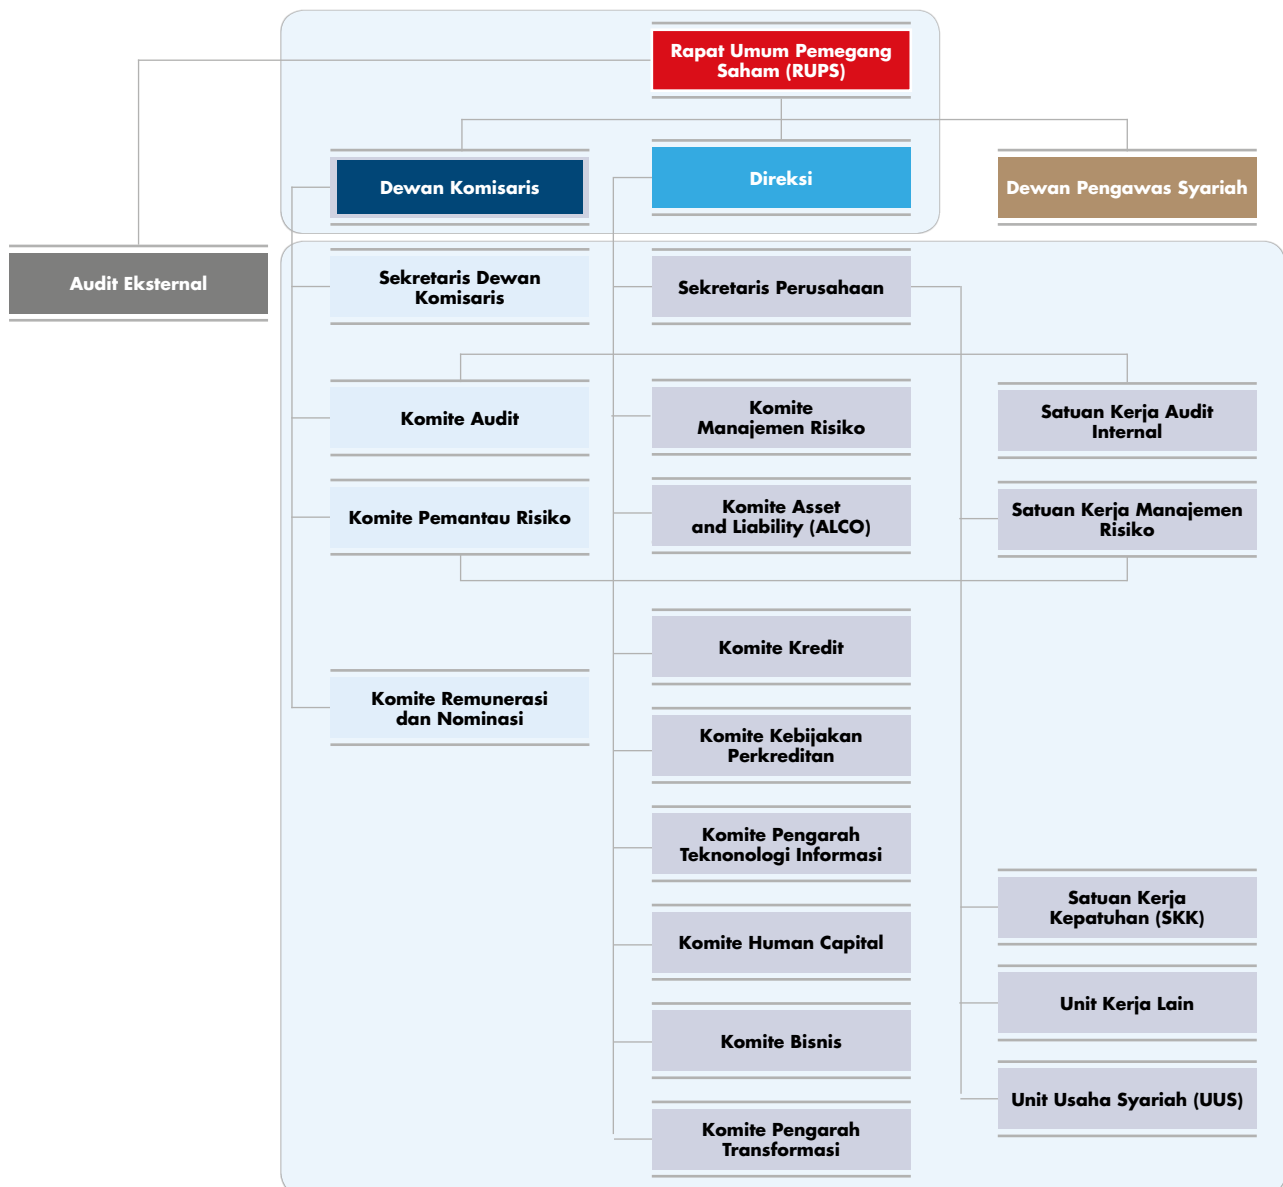 Rapat Umum Pemegang
Saham (RUPS)
Dewan Komisaris
Direksi
Dewan Pengawas Syariah
Audit Eksternal
Sekretaris Dewan
Komisaris
Sekretaris Perusahaan
Komite Audit
Komite
Manajemen Risiko
Satuan Kerja Audit
Internal
Komite Pemantau Risiko
Komite Asset
and Liability (ALCO)
Satuan Kerja Manajemen
Risiko
Komite Kredit
Komite Remunerasi
dan Nominasi
Komite Kebijakan
Perkreditan
Komite Pengarah
Teknonologi Informasi
Satuan Kerja
Kepatuhan (SKK)
Komite Human Capital
Unit Kerja Lain
Komite Bisnis
Unit Usaha Syariah (UUS)
Komite Pengarah
Transformasi